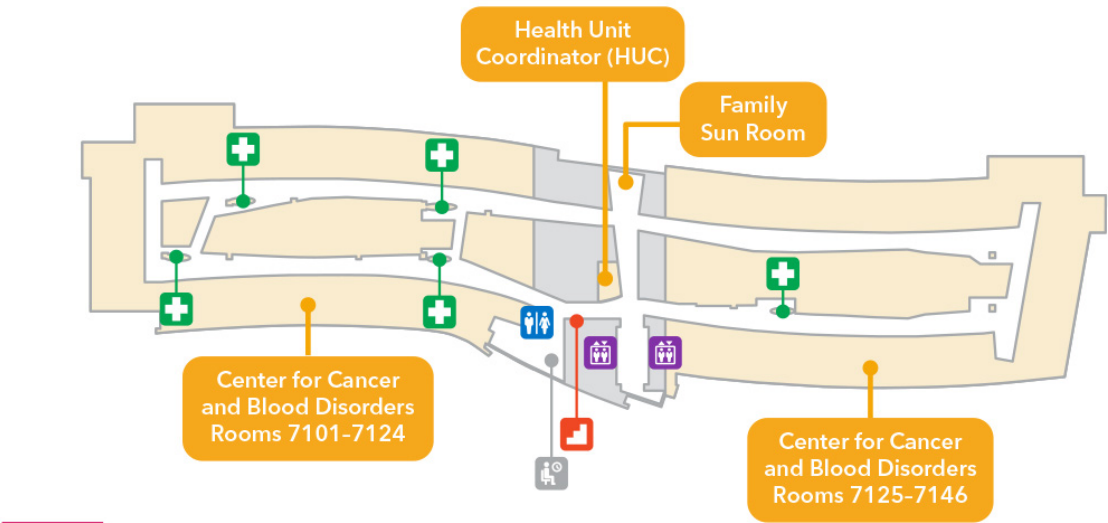 Health Unit
Coordinator (HUC)
Family
Sun Room
Center for Cancer
and Blood Disorders
Rooms 7101–7124
Center for Cancer
and Blood Disorders
Rooms 7125–7146